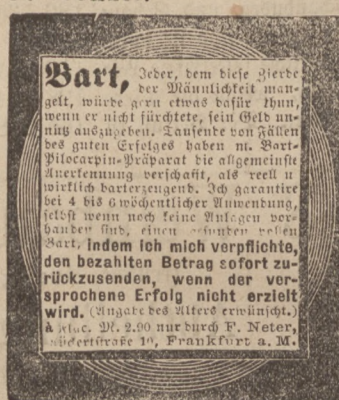 Bart, Jeder, dem diese Zierde
der Männlichkeit man-
gelt, würde gern etwas dafür thun,
wenn er nicht fürchtete, sein Geld un-
nütz auszugeben. Tausende von Fällen
des guten Erfolges haben m. Bart-
Pilocarpin-Präparat die allgemeinste
Anerkennung verschafft, als reell u
wirklich barterzeugend. Ich garantire
bei 4 bis 6 wöchentlicher Anwendung,
selbst wenn noch keine Anlagen vor-
handen sind, einen vollen
Bart, indem ich mich verpflichte,
den bezahlten Betrag sofort zu-
rückzusenden, wenn der ver-
sprochene Erfolg nicht erzielt
wird. (Angabe des Alters erwünscht.)
à M. 2.90 nur durch F. Neter,
Frankfurt a. M.